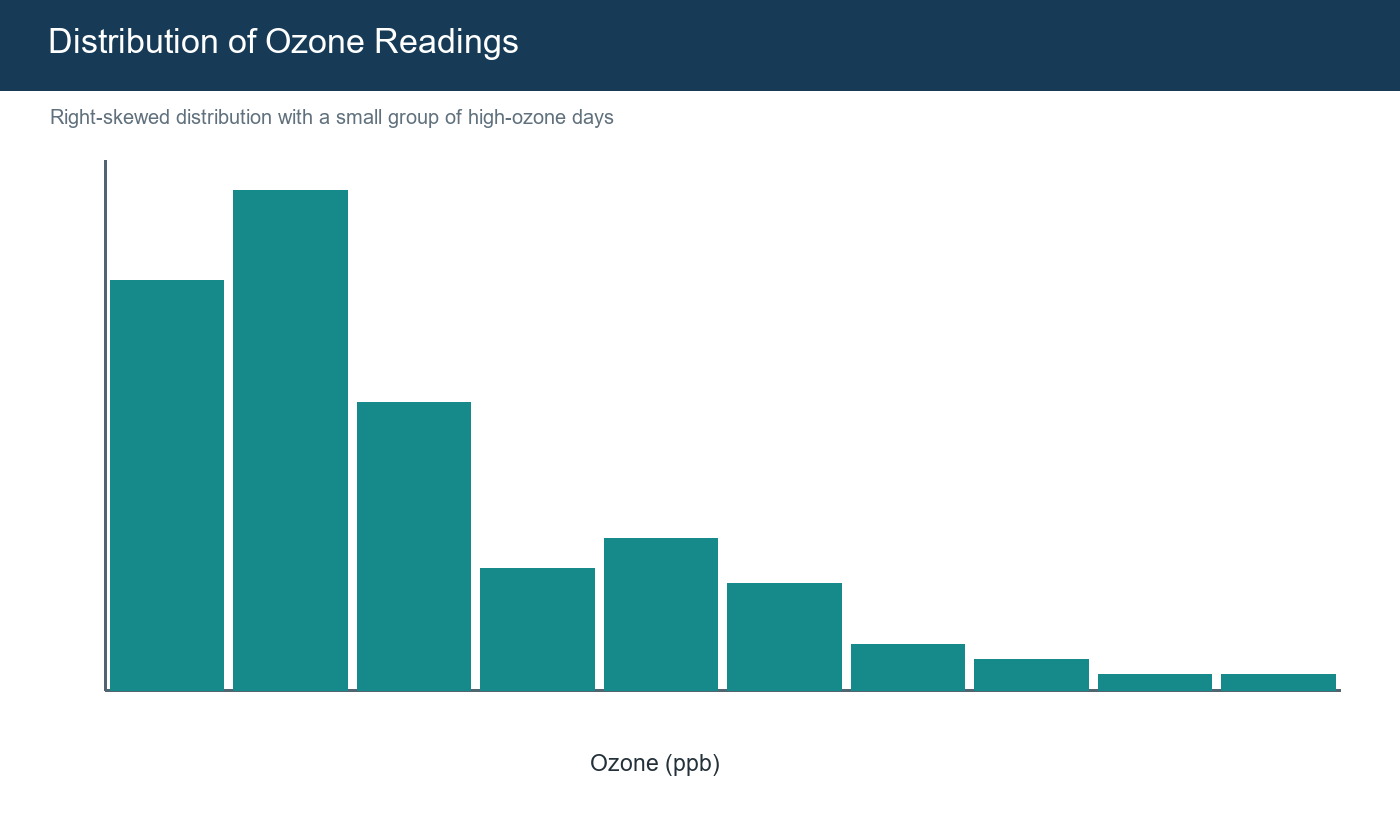 Distribution of Ozone Readings
Right-skewed distribution with a small group of high-ozone days
Ozone (ppb)